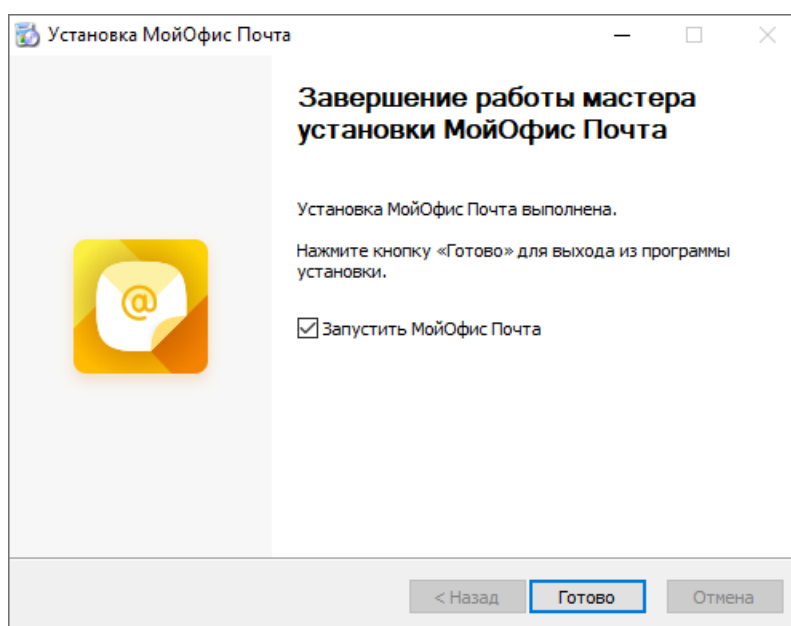 Установка МойОфис Почта
Завершение работы мастера
установки МойОфис Почта
Установка МойОфис Почта выполнена.
Нажмите кнопку «Готово» для выхода из программы
установки.
@
Запустить МойОфис Почта
< Назад
Готово
Отмена